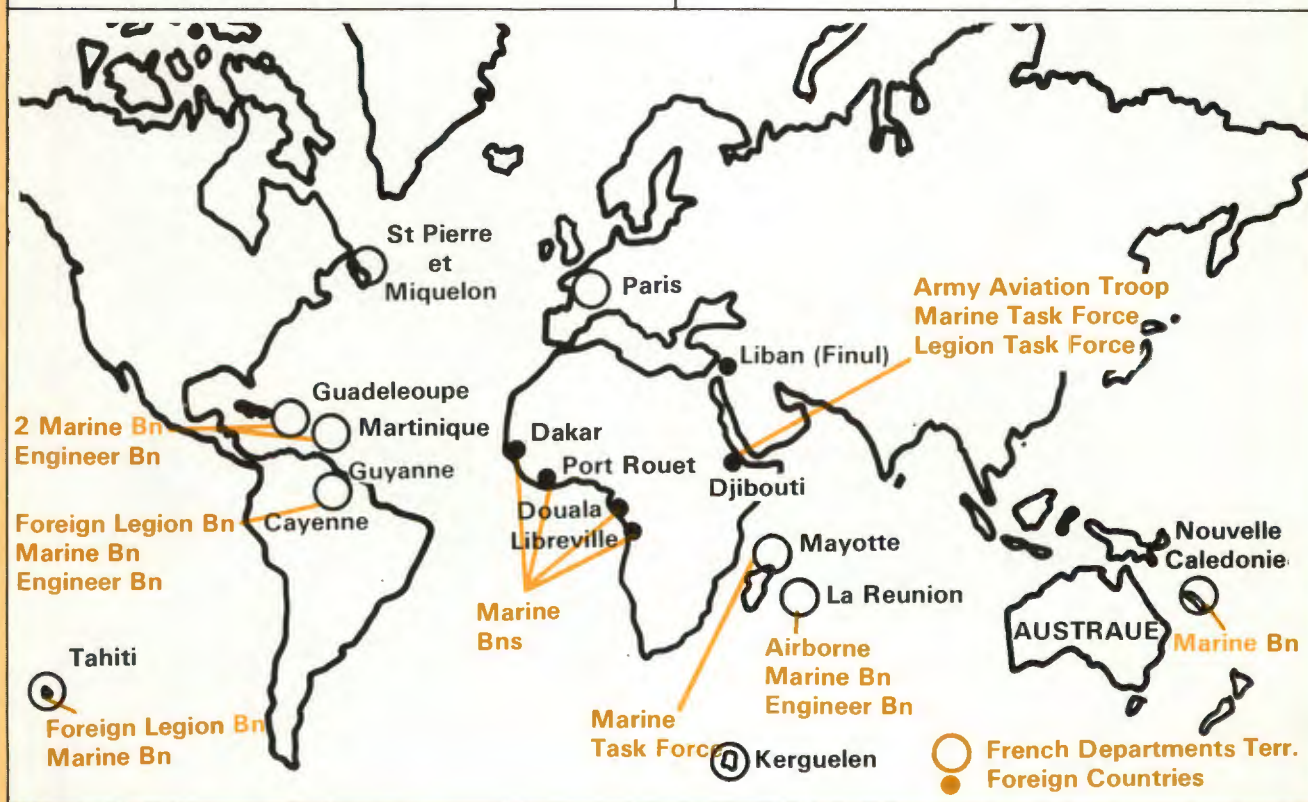 St Pierre
et
Miquelon
Paris
Army Aviation Troop
Marine Task Force
Legion Task Force
Liban (Finul)
Guadeleoupe
2 Marine Bn
Engineer Bn
Martinique
Dakar
Port Rouet
Guyanne
Djibouti
Foreign Legion Bn
Marine Bn
Engineer Bn
Cayenne
Douala
Libreville
Mayotte
Nouvelle
Caledonie
La Reunion
Marine
Bns
AUSTRAUE
Airborne
Marine Bn
Engineer Bn
Marine Bn
Tahiti
Foreign Legion Bn
Marine Bn
Marine
Task Force
Kerguelen
French Departments Terr.
Foreign Countries